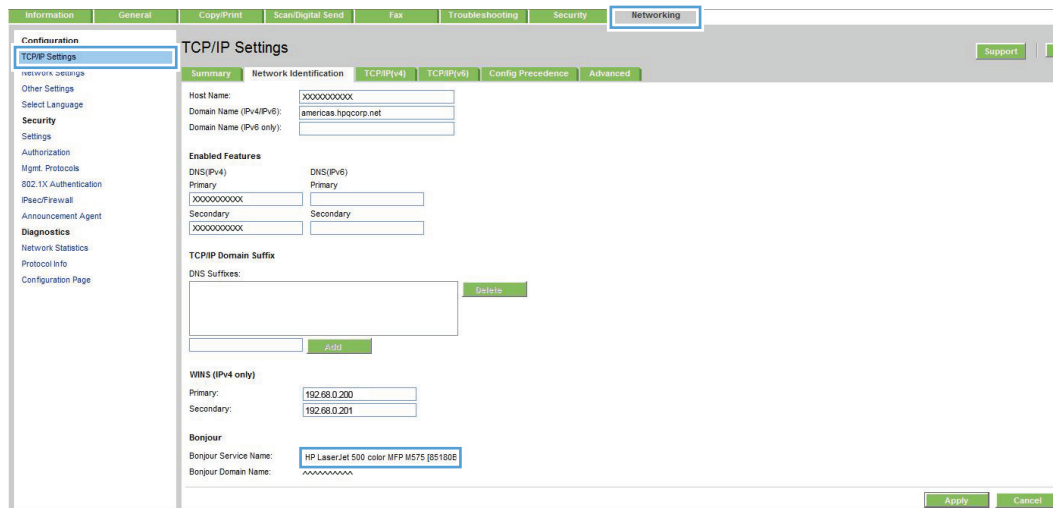 Information General Copy/Print Scan/Digital Send Fax Troubleshooting Security Networking
Configuration
TCP/IP Settings
Network Settings
Other Settings
Select Language
Security
Settings
Authorization
Mgmt. Protocols
802.1X Authentication
IPsec/Firewall
Announcement Agent
Diagnostics
Network Statistics
Protocol Info
Configuration Page
TCP/IP Settings
Support
Summary Network Identification TCP/IP(v4) TCP/IP(v6) Config Precedence Advanced
Host Name: XXXXXXXXXX
Domain Name (IPv4/IPv6): americas.hpqcorp.net
Domain Name (IPv6 only):
Enabled Features
DNS(IPv4) DNS(IPv6)
Primary Primary
XXXXXXXXXX
Secondary Secondary
XXXXXXXXXX
TCP/IP Domain Suffix
DNS Suffixes:
Delete
Add
WINS (IPv4 only)
Primary: 192.68.0.200
Secondary: 192.68.0.201
Bonjour
Bonjour Service Name: HP LaserJet 500 color MFP M575 [85180E
Bonjour Domain Name:
Apply Cancel